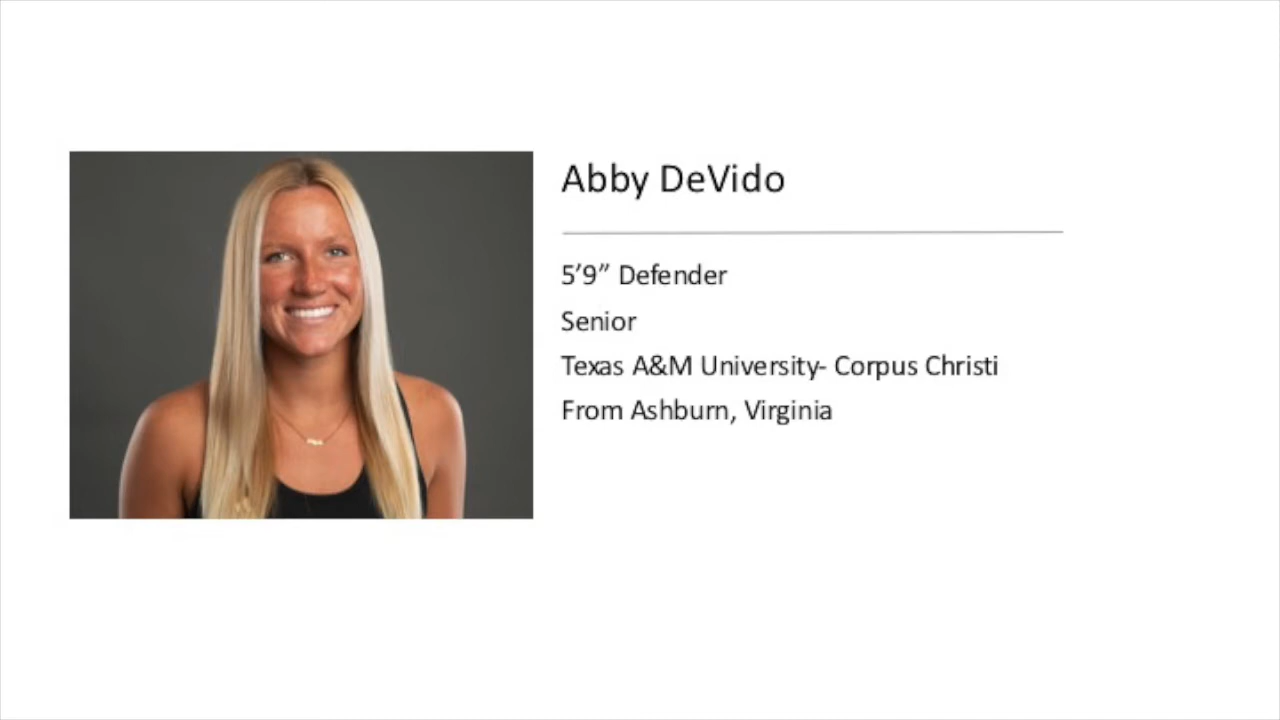 Abby DeVido
5’9” Defender
Senior
Texas A&M University- Corpus Christi
From Ashburn, Virginia